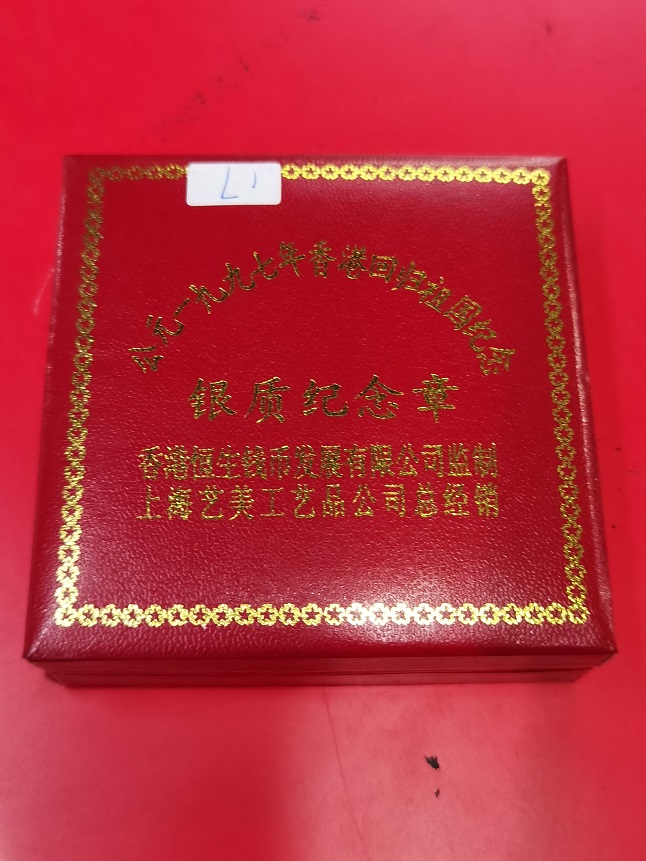 公元一九九七年香港回归祖国纪念
银质纪念章
香港恒生钱币发展有限公司监制
上海艺美工艺品公司总经销